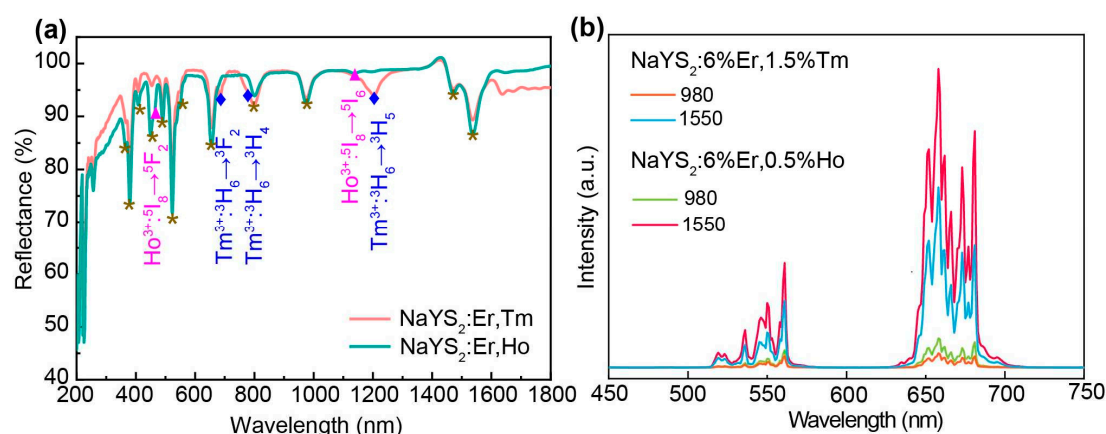 (a)
100
90
80
70
60
50
40
200 400 600 800 1000 1200 1400 1600 1800
Reflectance (%)
Wavelength (nm)
Ho³⁺:⁵I₈→⁵F₂
Tm³⁺:³H₆→³F₂
Tm³⁺:³H₆→³H₄
Ho³⁺:⁵I₈→⁵I₆
Tm³⁺:³H₆→³H₅
NaYS₂:Er,Tm
NaYS₂:Er,Ho
(b)
NaYS₂:6%Er,1.5%Tm
980
1550
NaYS₂:6%Er,0.5%Ho
980
1550
Intensity (a.u.)
450 500 550 600 650 700 750
Wavelength (nm)